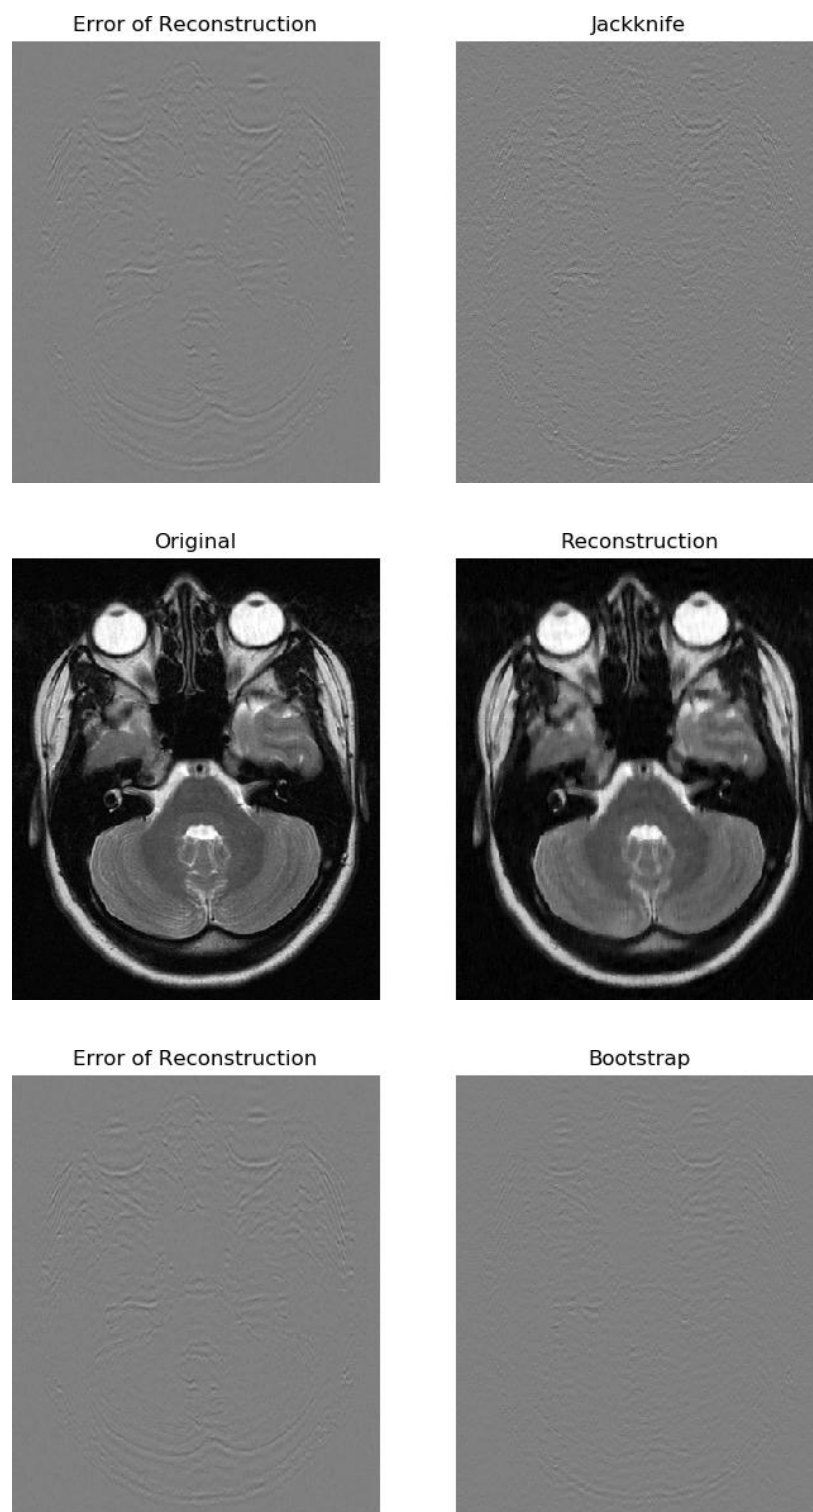 Error of Reconstruction
Jackknife
Original
Reconstruction
Error of Reconstruction
Bootstrap